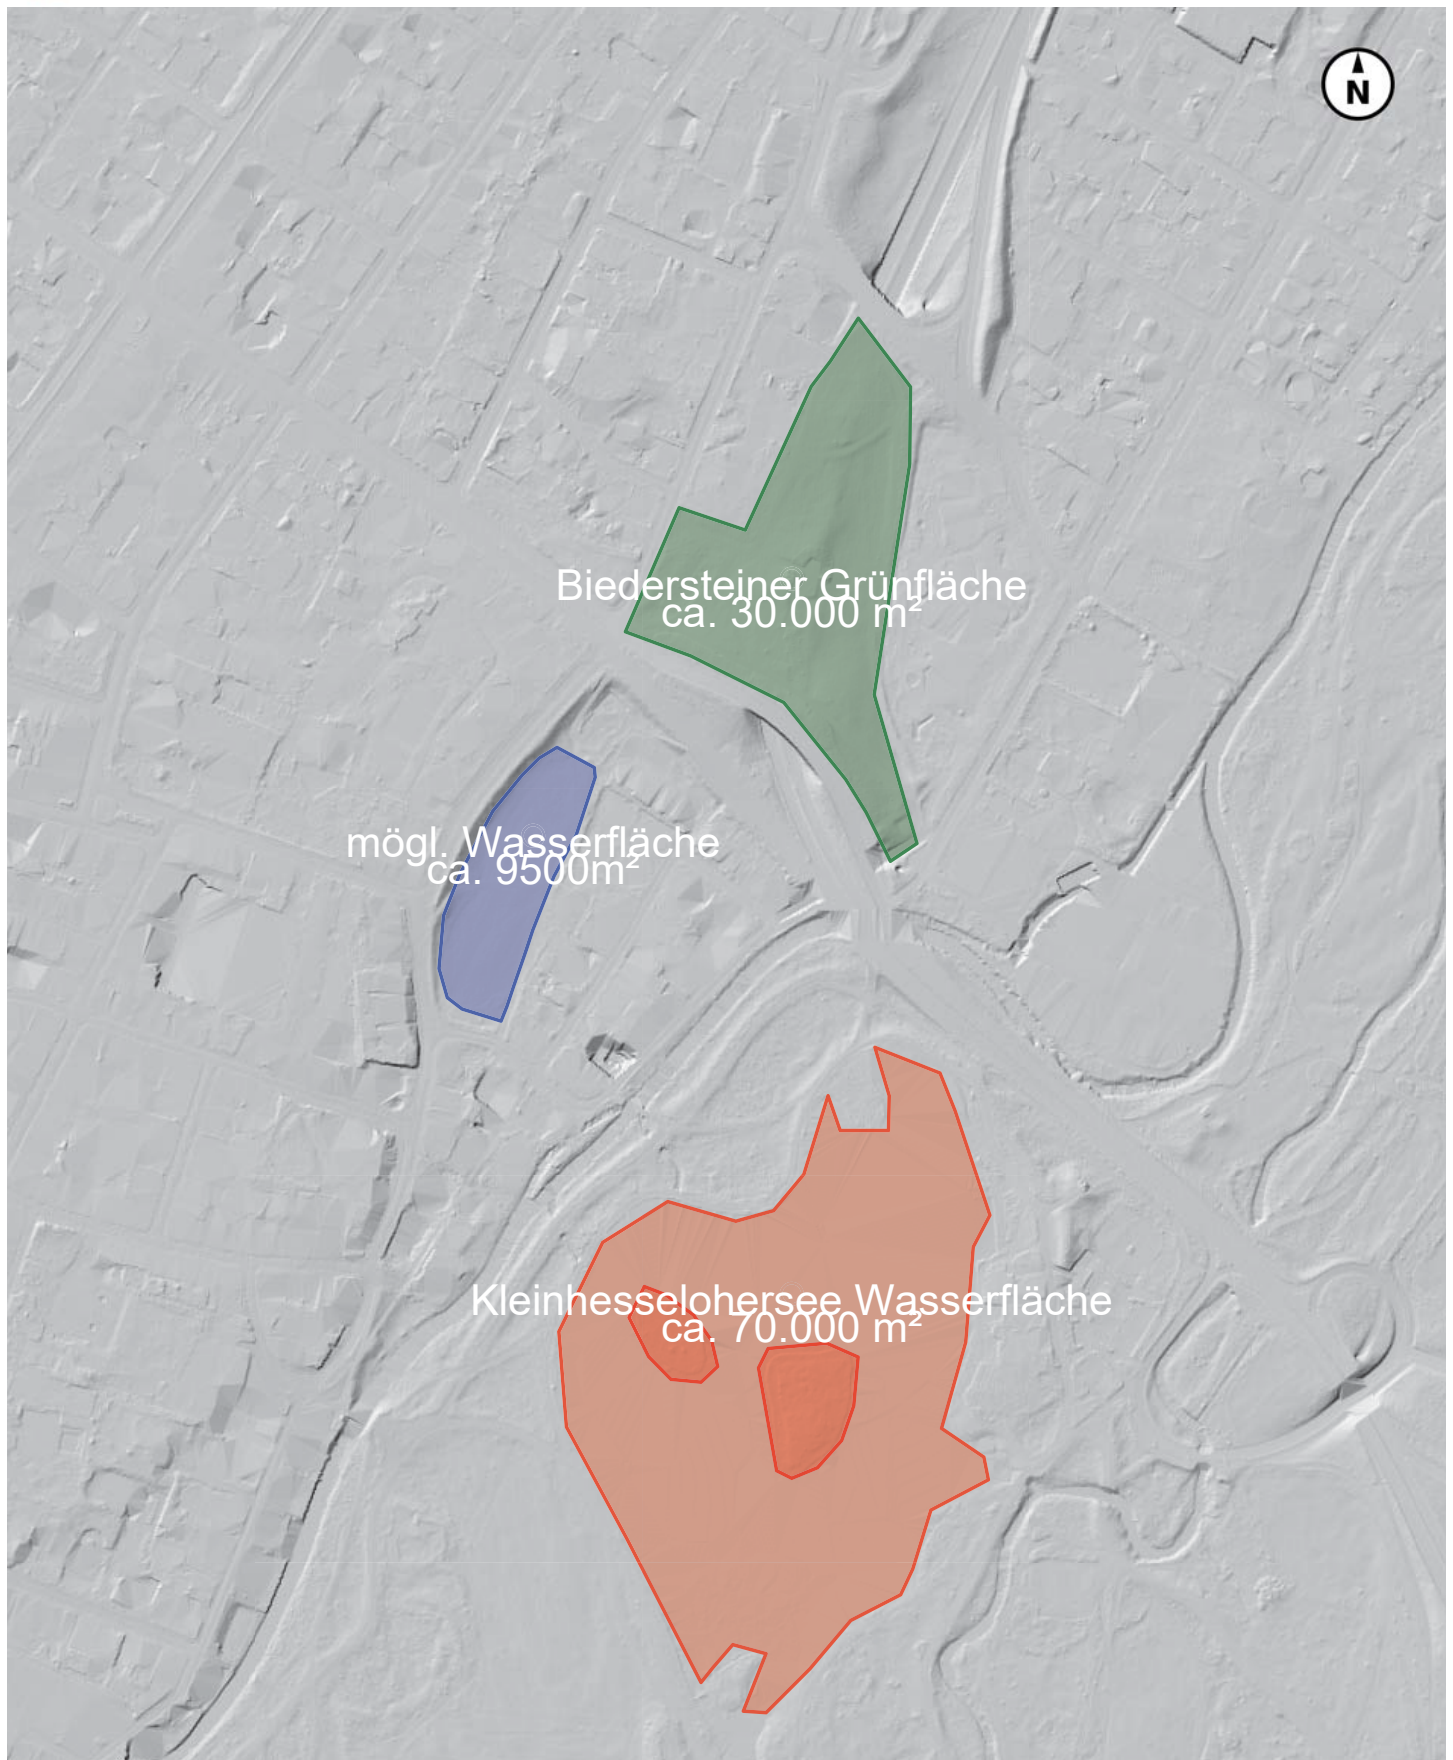 N
Biedersteiner Grünfläche
ca. 30.000 m²
mögl. Wasserfläche
ca. 9500m²
Kleinhesselohersee Wasserfläche
ca. 70.000 m²